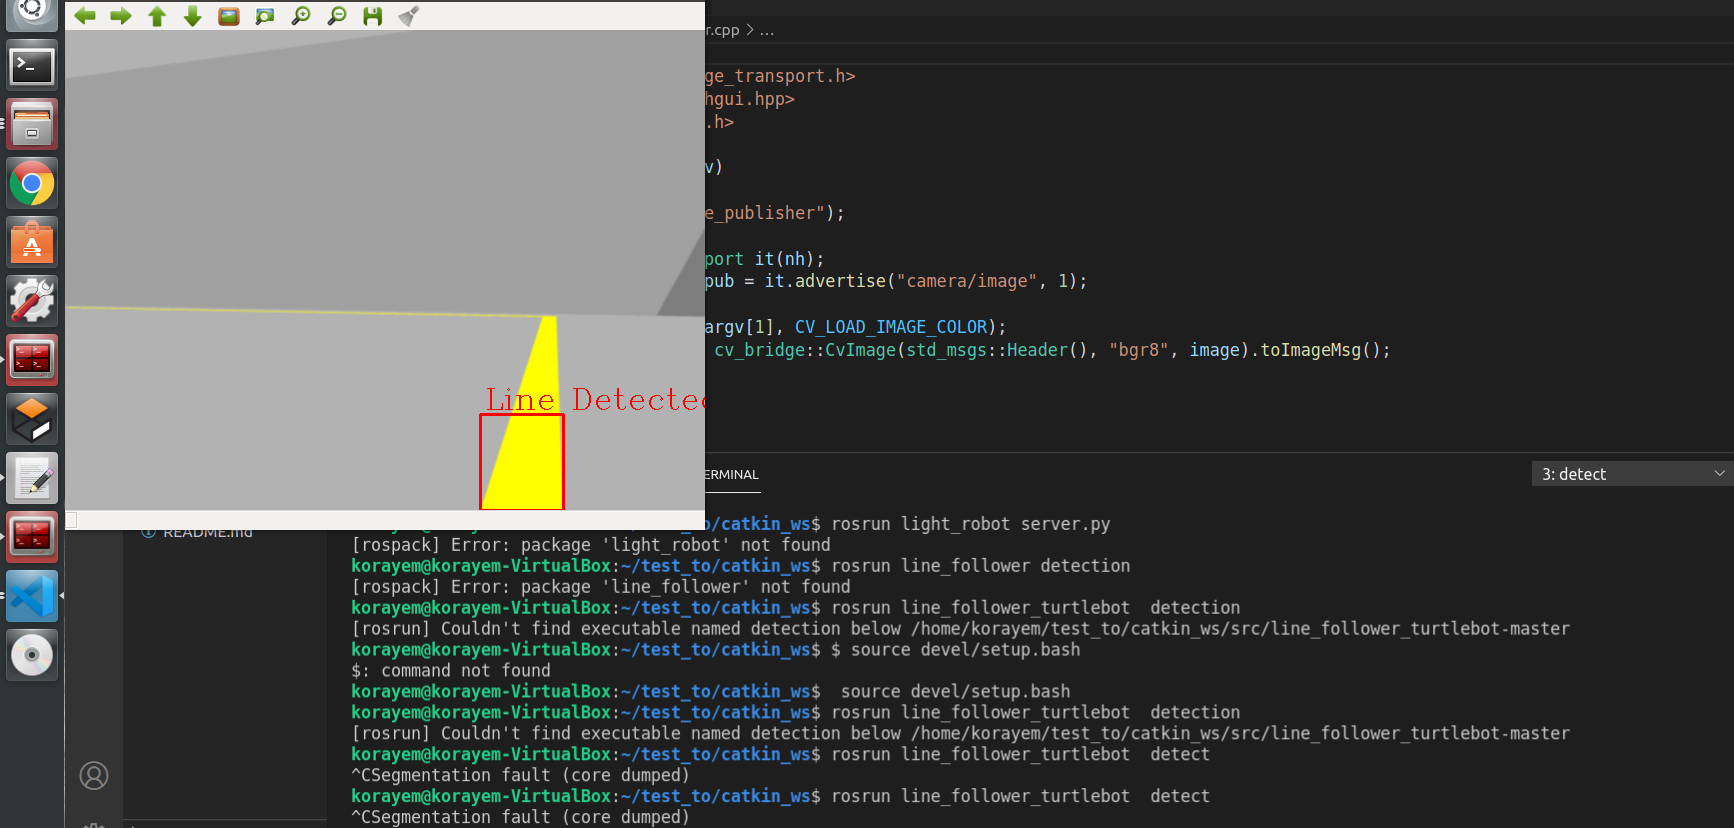 r.cpp > ...
ge_transport.h>
hgui.hpp>
.h>
v)
e_publisher");
port it(nh);
pub = it.advertise("camera/image", 1);
argv[1], CV_LOAD_IMAGE_COLOR);
cv_bridge::CvImage(std_msgs::Header(), "bgr8", image).toImageMsg();
Line Detected
ERMINAL
3: detect
README.md
b/catkin_ws$ rosrun light_robot server.py
[rospack] Error: package 'light_robot' not found
korayem@korayem-VirtualBox:~/test_to/catkin_ws$ rosrun line_follower detection
[rospack] Error: package 'line_follower' not found
korayem@korayem-VirtualBox:~/test_to/catkin_ws$ rosrun line_follower_turtlebot  detection
[rosrun] Couldn't find executable named detection below /home/korayem/test_to/catkin_ws/src/line_follower_turtlebot-master
korayem@korayem-VirtualBox:~/test_to/catkin_ws$ $ source devel/setup.bash
$: command not found
korayem@korayem-VirtualBox:~/test_to/catkin_ws$  source devel/setup.bash
korayem@korayem-VirtualBox:~/test_to/catkin_ws$ rosrun line_follower_turtlebot  detection
[rosrun] Couldn't find executable named detection below /home/korayem/test_to/catkin_ws/src/line_follower_turtlebot-master
korayem@korayem-VirtualBox:~/test_to/catkin_ws$ rosrun line_follower_turtlebot  detect
^CSegmentation fault (core dumped)
korayem@korayem-VirtualBox:~/test_to/catkin_ws$ rosrun line_follower_turtlebot  detect
^CSegmentation fault (core dumped)